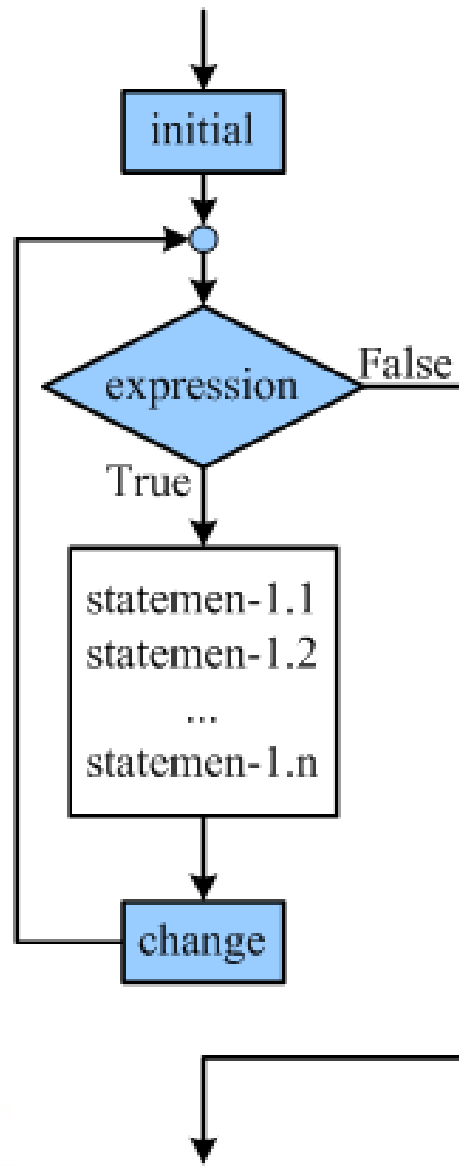 initial
expression
False
True
statemen-1.1
statemen-1.2
...
statemen-1.n
change